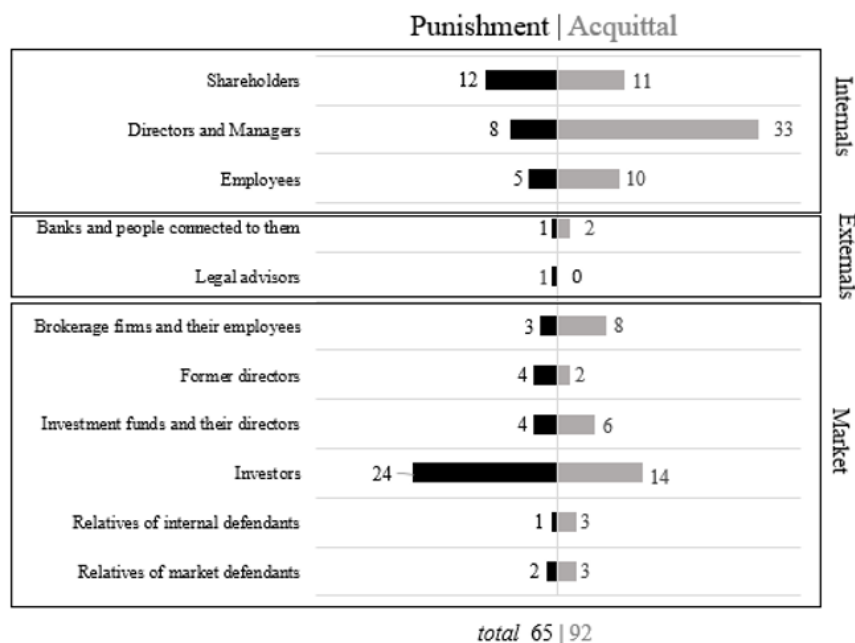 Punishment | Acquittal
Shareholders 12 11
Directors and Managers 8 33
Employees 5 10
Internals
Banks and people connected to them 1 2
Legal advisors 1 0
Externals
Brokerage firms and their employees 3 8
Former directors 4 2
Investment funds and their directors 4 6
Investors 24 14
Relatives of internal defendants 1 3
Relatives of market defendants 2 3
Market
total 65 | 92